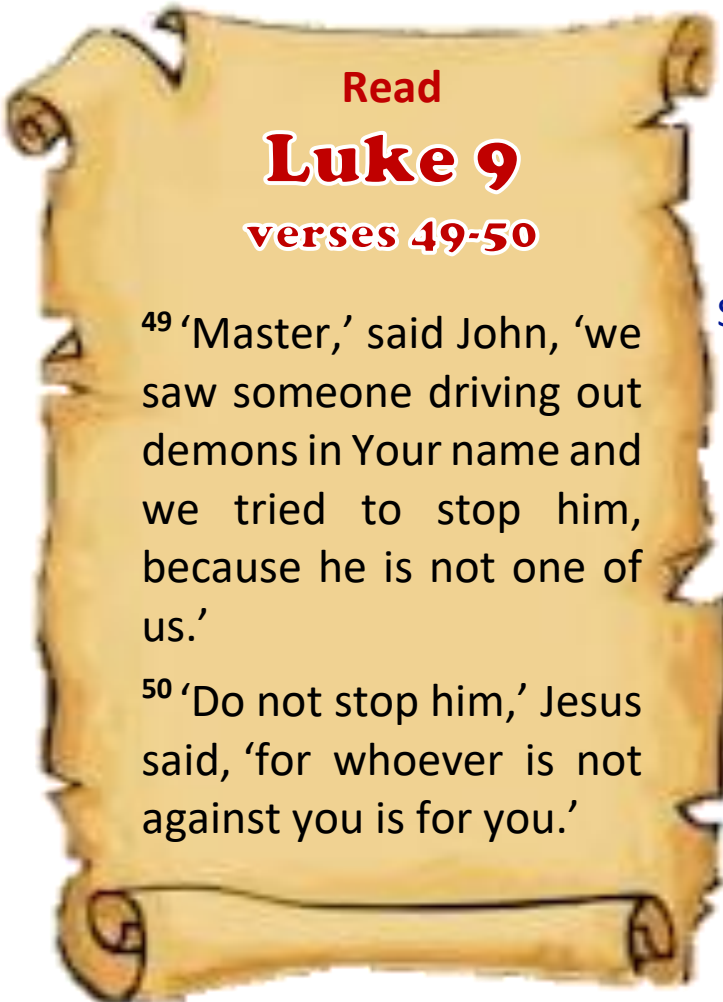 Read
Luke 9
verses 49-50
49 ‘Master,’ said John, ‘we
saw someone driving out
demons in Your name and
we tried to stop him,
because he is not one of
us.’
50 ‘Do not stop him,’ Jesus
said, ‘for whoever is not
against you is for you.’
S